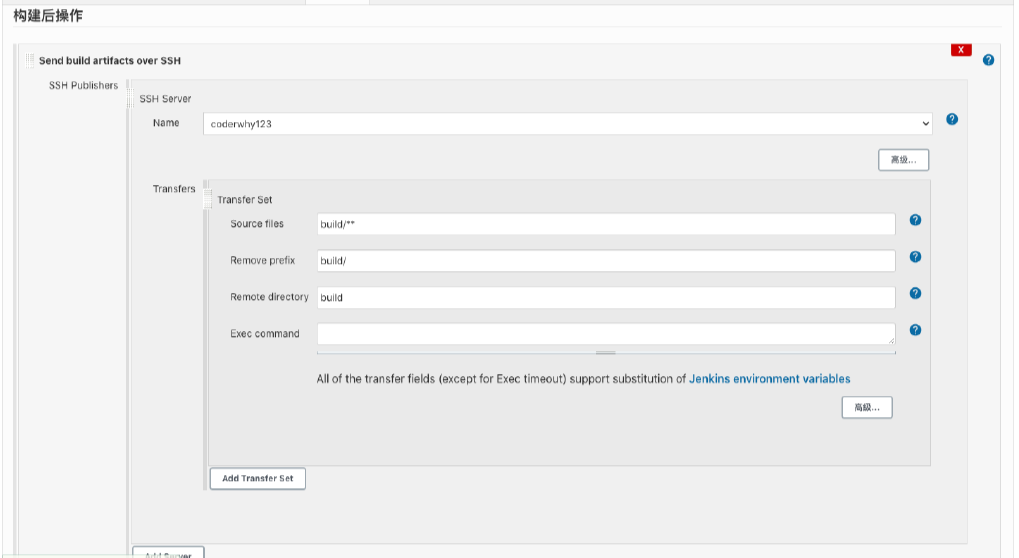 构建后操作
X
Send build artifacts over SSH
?
SSH Publishers
SSH Server
Name
coderwhy123
?
高级...
Transfers
Transfer Set
Source files
build/**
?
Remove prefix
build/
?
Remote directory
build
?
Exec command
?
All of the transfer fields (except for Exec timeout) support substitution of Jenkins environment variables
高级...
Add Transfer Set
Add Server